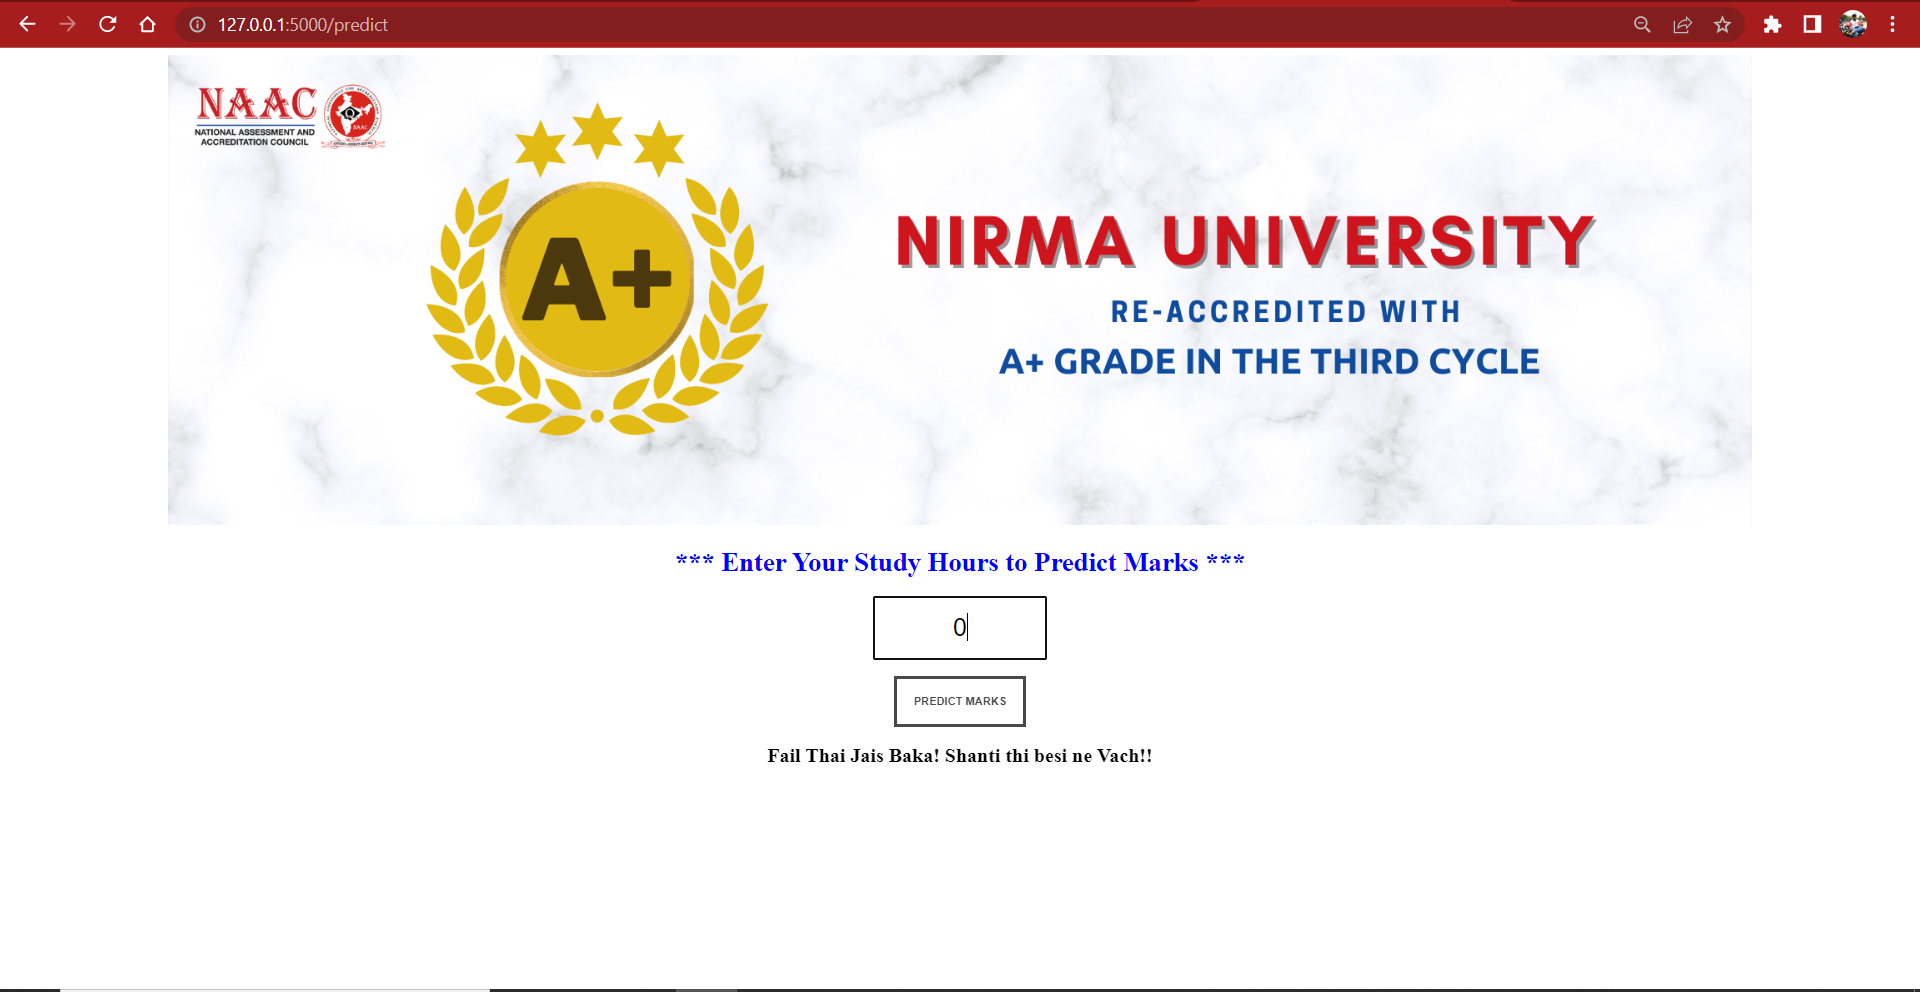 127.0.0.1:5000/predict
NAAC
NATIONAL ASSESSMENT AND
ACCREDITATION COUNCIL
A+
NIRMA UNIVERSITY
RE-ACCREDITED WITH
A+ GRADE IN THE THIRD CYCLE
*** Enter Your Study Hours to Predict Marks ***
0
PREDICT MARKS
Fail Thai Jais Baka! Shanti thi besi ne Vach!!